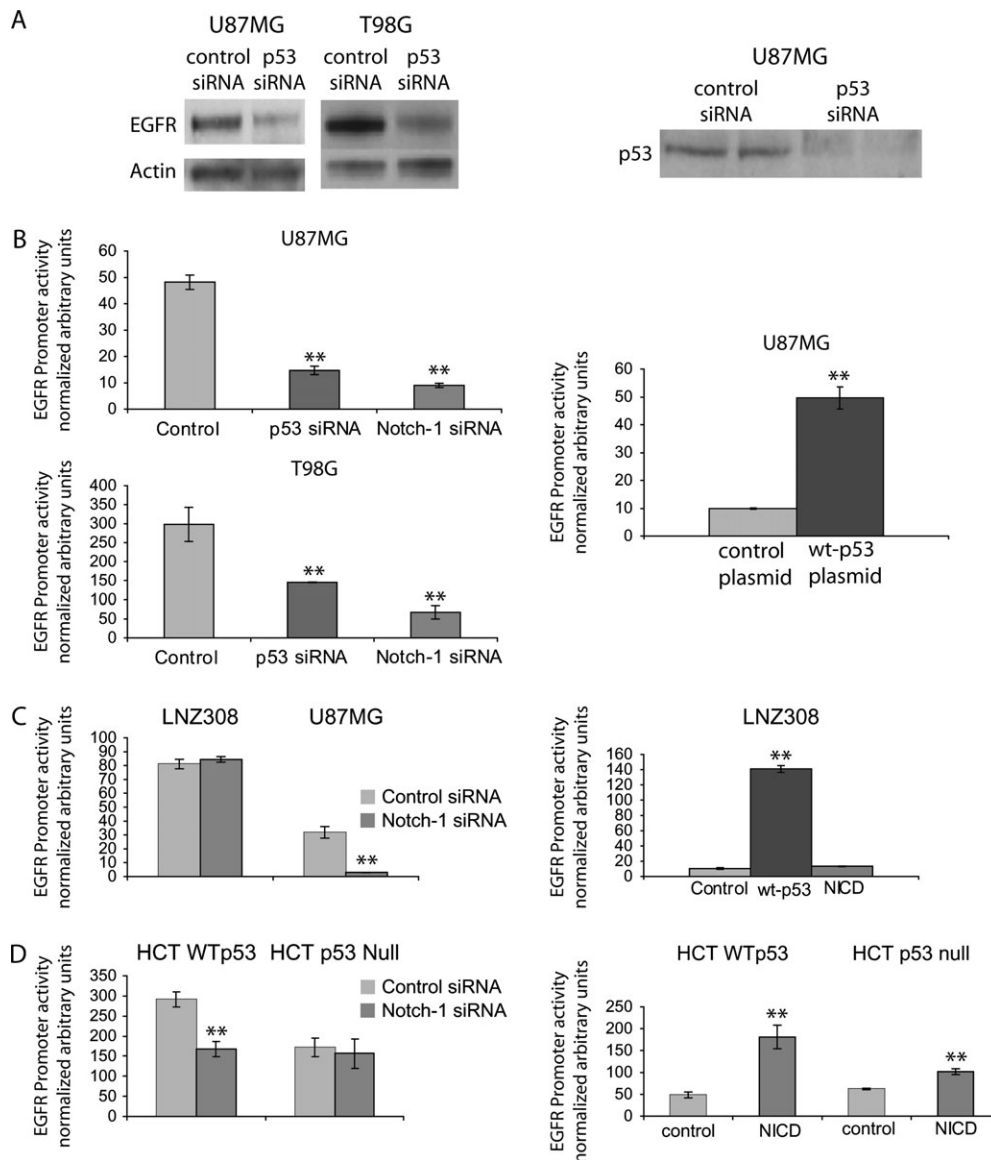 A
U87MG
T98G
control siRNA
p53 siRNA
control siRNA
p53 siRNA
EGFR
Actin
U87MG
control siRNA
p53 siRNA
p53
B
U87MG
EGFR Promoter activity
normalized arbitrary units
60
50
40
30
20
10
0
**
**
Control
p53 siRNA
Notch-1 siRNA
T98G
EGFR Promoter activity
normalized arbitrary units
400
350
300
250
200
150
100
50
0
**
**
Control
p53 siRNA
Notch-1 siRNA
U87MG
EGFR Promoter activity
normalized arbitrary units
60
50
40
30
20
10
0
**
control plasmid
wt-p53 plasmid
C
LNZ308
U87MG
EGFR Promoter activity
normalized arbitrary units
90
80
70
60
50
40
30
20
10
0
Control siRNA
Notch-1 siRNA
**
LNZ308
EGFR Promoter activity
normalized arbitrary units
160
140
120
100
80
60
40
20
0
**
Control
wt-p53
NICD
D
HCT WTp53
HCT p53 Null
EGFR Promoter activity
normalized arbitrary units
350
300
250
200
150
100
50
0
**
Control siRNA
Notch-1 siRNA
HCT WTp53
HCT p53 null
EGFR Promoter activity
normalized arbitrary units
250
200
150
100
50
0
**
**
control
NICD
control
NICD